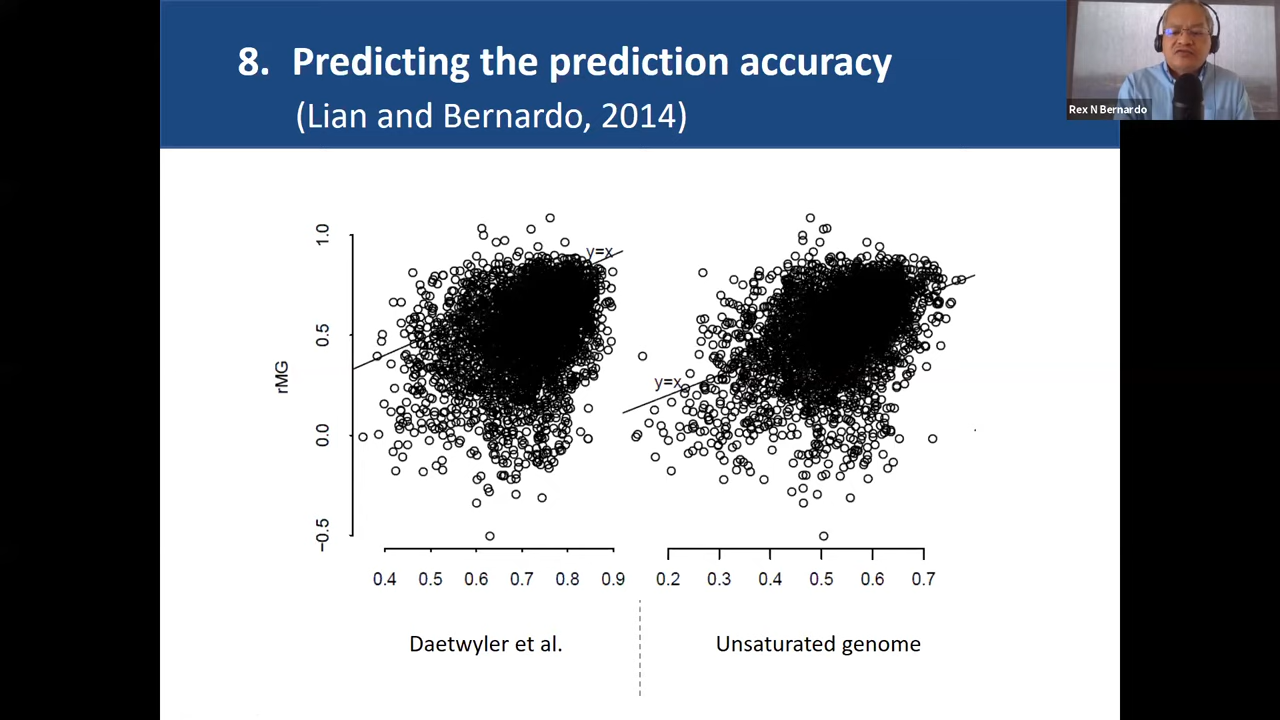 8. Predicting the prediction accuracy
(Lian and Bernardo, 2014)
Rex N Bernardo
rMG
1.0
0.5
0.0
−0.5
y=x
y=x
0.4 0.5 0.6 0.7 0.8 0.9
0.2 0.3 0.4 0.5 0.6 0.7
Daetwyler et al.
Unsaturated genome